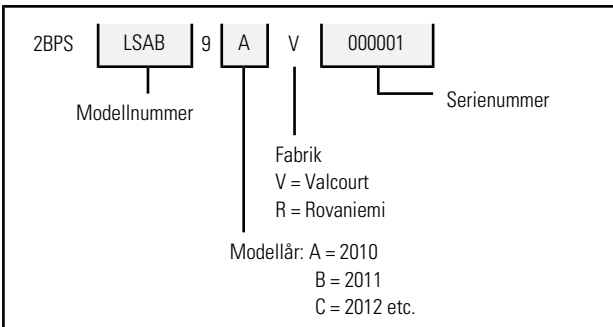 2BPS LSAB 9 A V 000001
Modellnummer
Serienummer
Fabrik
V = Valcourt
R = Rovaniemi
Modellår: A = 2010
B = 2011
C = 2012 etc.